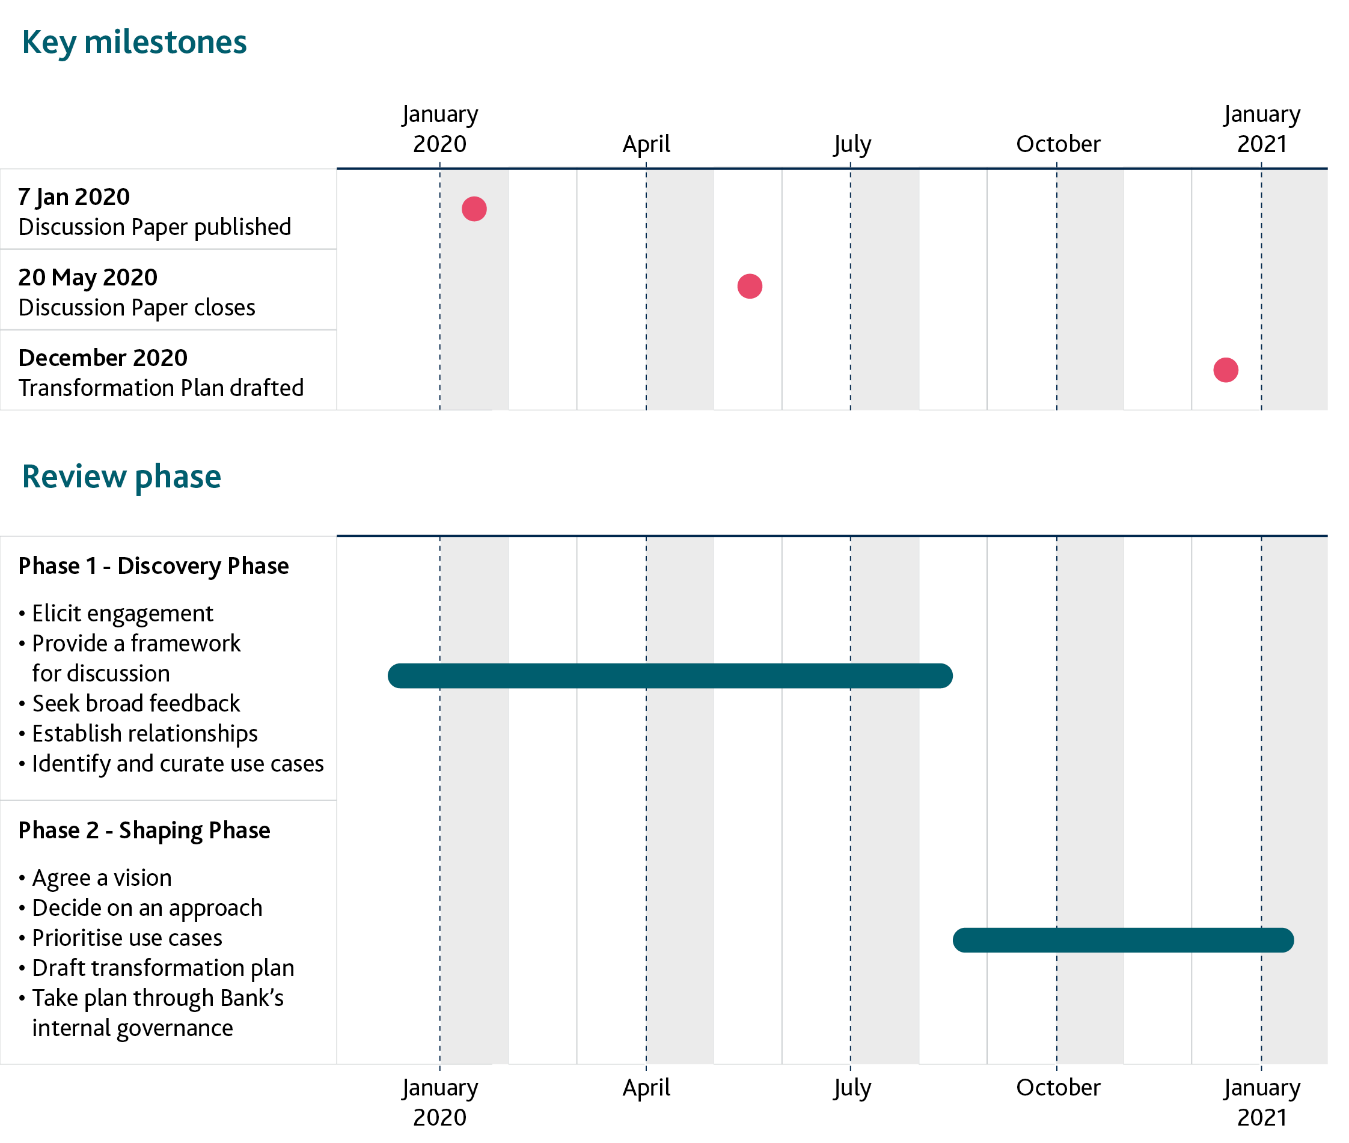 Key milestones
January
2020
April
July
October
January
2021
7 Jan 2020
Discussion Paper published
20 May 2020
Discussion Paper closes
December 2020
Transformation Plan drafted
Review phase
Phase 1 - Discovery Phase
• Elicit engagement
• Provide a framework
for discussion
• Seek broad feedback
• Establish relationships
• Identify and curate use cases
Phase 2 - Shaping Phase
• Agree a vision
• Decide on an approach
• Prioritise use cases
• Draft transformation plan
• Take plan through Bank’s
internal governance
January
2020
April
July
October
January
2021